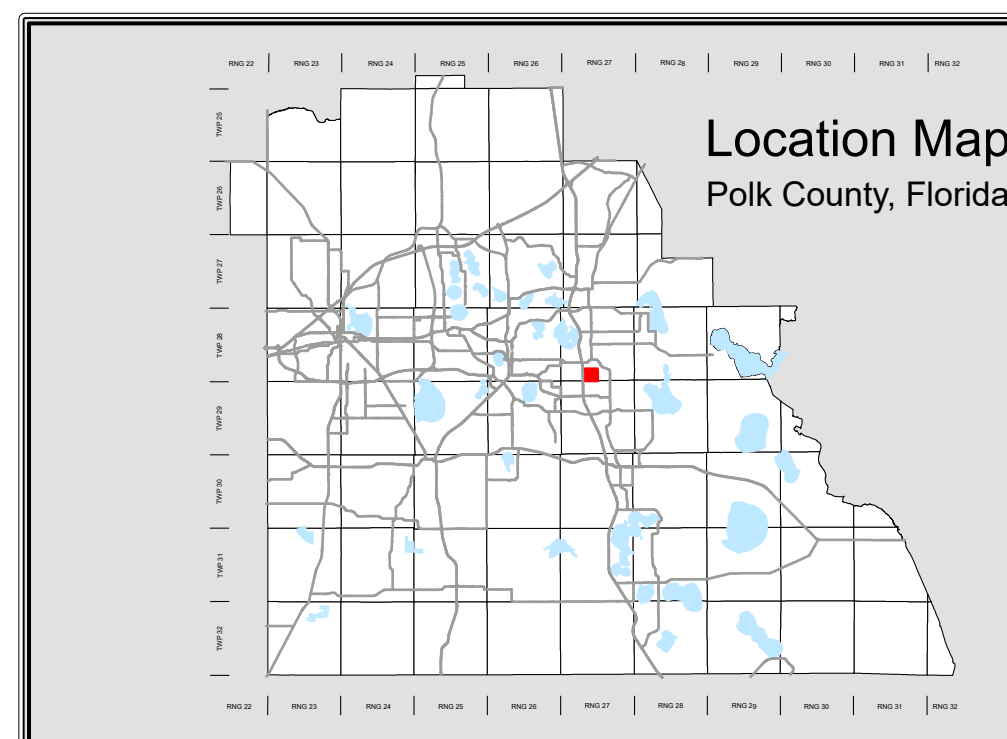 RNG 22 RNG 23 RNG 24 RNG 25 RNG 26 RNG 27 RNG 28 RNG 29 RNG 30 RNG 31 RNG 32
Location Map
Polk County, Florida
TWP 25
TWP 26
TWP 27
TWP 28
TWP 29
TWP 30
TWP 31
TWP 32
RNG 22 RNG 23 RNG 24 RNG 25 RNG 26 RNG 27 RNG 28 RNG 29 RNG 30 RNG 31 RNG 32